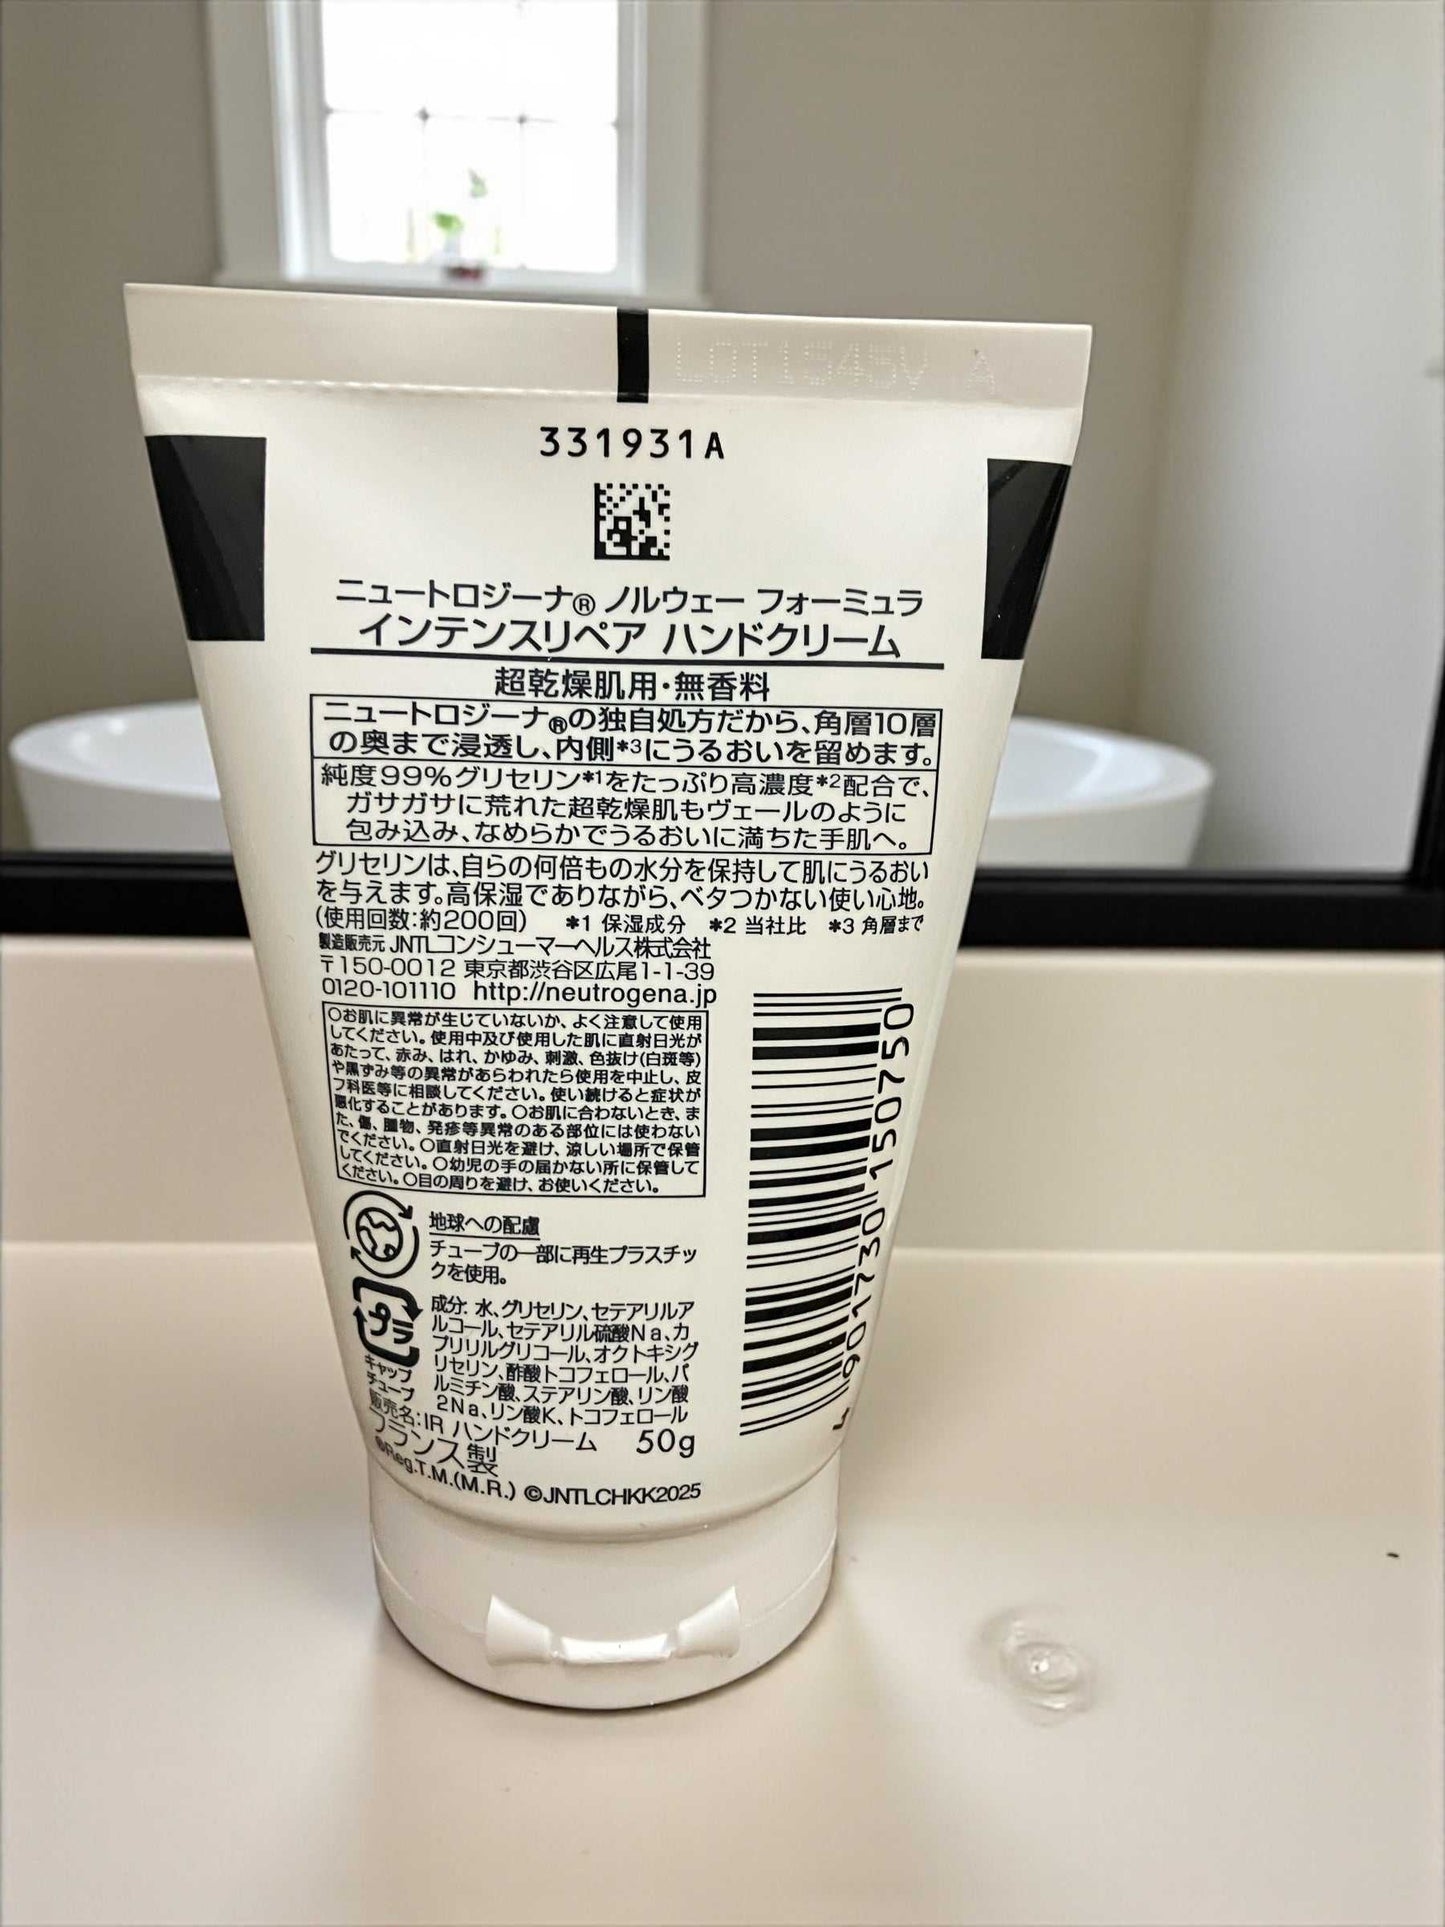 LOT1545V A
331931A
ニュートロジーナ® ノルウェー フォーミュラ
インテンスリペア ハンドクリーム
超乾燥肌用・無香料
ニュートロジーナ®の独自処方だから、角層10層
の奥まで浸透し、内側*3にうるおいを留めます。
純度99%グリセリン*1をたっぷり高濃度*2配合で、
ガサガサに荒れた超乾燥肌もヴェールのように
包み込み、なめらかでうるおいに満ちた手肌へ。
グリセリンは、自らの何倍もの水分を保持して肌にうるおい
を与えます。高保湿でありながら、ベタつかない使い心地。
(使用回数:約200回) *1 保湿成分 *2 当社比 *3 角層まで
製造販売元 JNTLコンシューマーヘルス株式会社
〒150-0012 東京都渋谷区広尾1-1-39
0120-101110 http://neutrogena.jp
○お肌に異常が生じていないか、よく注意して使用
してください。使用中及び使用した肌に直射日光が
あたって、赤み、はれ、かゆみ、刺激、色抜け(白斑等)
や黒ずみ等の異常があらわれたら使用を中止し、皮
フ科医等に相談してください。使い続けると症状が
悪化することがあります。○お肌に合わないとき、ま
た、傷、腫物、発疹等異常のある部位には使わない
でください。○直射日光を避け、涼しい場所で保管
してください。○幼児の手の届かない所に保管して
ください。○目の周りを避け、お使いください。
4 901730 150750
地球への配慮
チューブの一部に再生プラスチッ
クを使用。
プラ
キャップ
チューブ
成分: 水、グリセリン、セテアリルア
ルコール、セテアリル硫酸Na、カ
プリリルグリコール、オクトキシグ
リセリン、酢酸トコフェロール、パ
ルミチン酸、ステアリン酸、リン酸
2Na、リン酸K、トコフェロール
販売名:IR ハンドクリーム 50g
フランス製
®Reg.T.M.(M.R.) ©JNTLCHKK2025